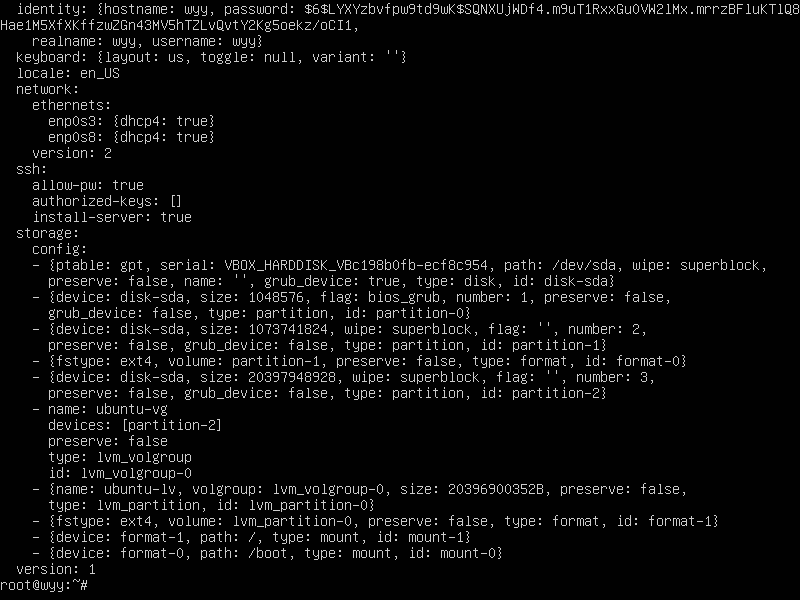 identity: {hostname: wyy, password: $6$LYXYzbvfpw9td9wK$SQNXUjWDf4.m9uT1RxxGuOVW2lMx.mrrzBFluKTlQ8
Hae1M5XfXKffzwZGn43MV5hTZLvQvtY2Kg5oekz/oCI1,
    realname: wyy, username: wyy}
  keyboard: {layout: us, toggle: null, variant: ''}
  locale: en_US
  network:
    ethernets:
      enp0s3: {dhcp4: true}
      enp0s8: {dhcp4: true}
    version: 2
  ssh:
    allow-pw: true
    authorized-keys: []
    install-server: true
  storage:
    config:
    - {ptable: gpt, serial: VBOX_HARDDISK_VBc198b0fb-ecf8c954, path: /dev/sda, wipe: superblock,
      preserve: false, name: '', grub_device: true, type: disk, id: disk-sda}
    - {device: disk-sda, size: 1048576, flag: bios_grub, number: 1, preserve: false,
      grub_device: false, type: partition, id: partition-0}
    - {device: disk-sda, size: 1073741824, wipe: superblock, flag: '', number: 2,
      preserve: false, grub_device: false, type: partition, id: partition-1}
    - {fstype: ext4, volume: partition-1, preserve: false, type: format, id: format-0}
    - {device: disk-sda, size: 20397948928, wipe: superblock, flag: '', number: 3,
      preserve: false, grub_device: false, type: partition, id: partition-2}
    - name: ubuntu-vg
      devices: [partition-2]
      preserve: false
      type: lvm_volgroup
      id: lvm_volgroup-0
    - {name: ubuntu-lv, volgroup: lvm_volgroup-0, size: 20396900352B, preserve: false,
      type: lvm_partition, id: lvm_partition-0}
    - {fstype: ext4, volume: lvm_partition-0, preserve: false, type: format, id: format-1}
    - {device: format-1, path: /, type: mount, id: mount-1}
    - {device: format-0, path: /boot, type: mount, id: mount-0}
  version: 1
root@wyy:~#